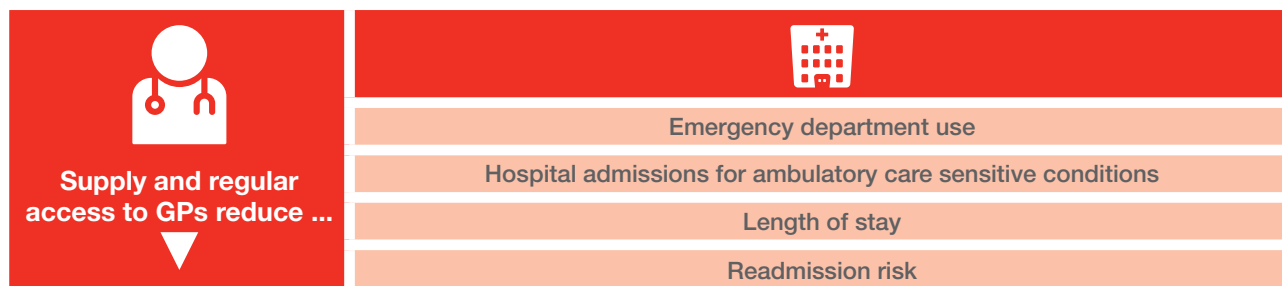 Supply and regular
access to GPs reduce ...
Emergency department use
Hospital admissions for ambulatory care sensitive conditions
Length of stay
Readmission risk